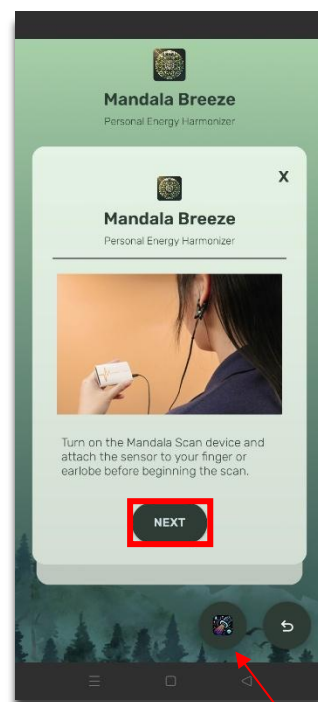 Mandala Breeze
Personal Energy Harmonizer
X
Mandala Breeze
Personal Energy Harmonizer
Turn on the Mandala Scan device and
attach the sensor to your finger or
earlobe before beginning the scan.
NEXT